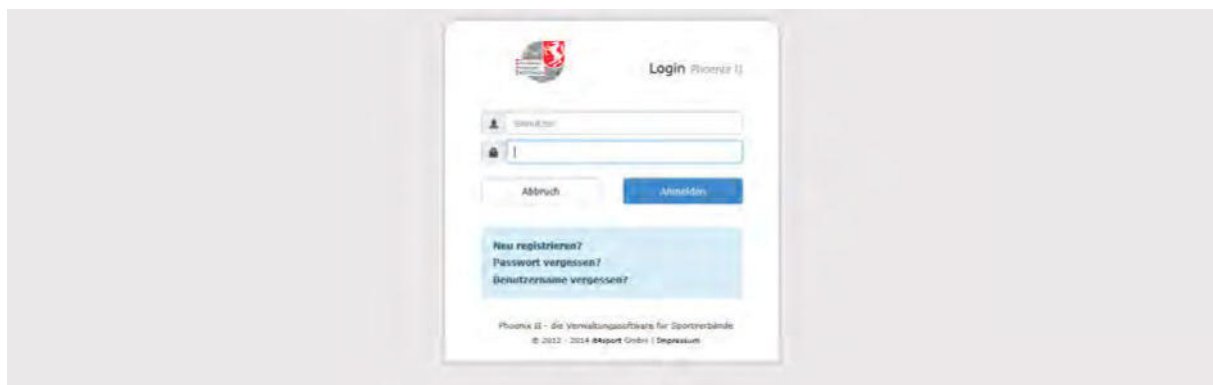 Login Phoenix II
Benutzer
Abbruch
Anmelden
Neu registrieren?
Passwort vergessen?
Benutzername vergessen?
Phoenix II - die Verwaltungssoftware für Sportverbände
© 2012 - 2014 it4sport GmbH | Impressum